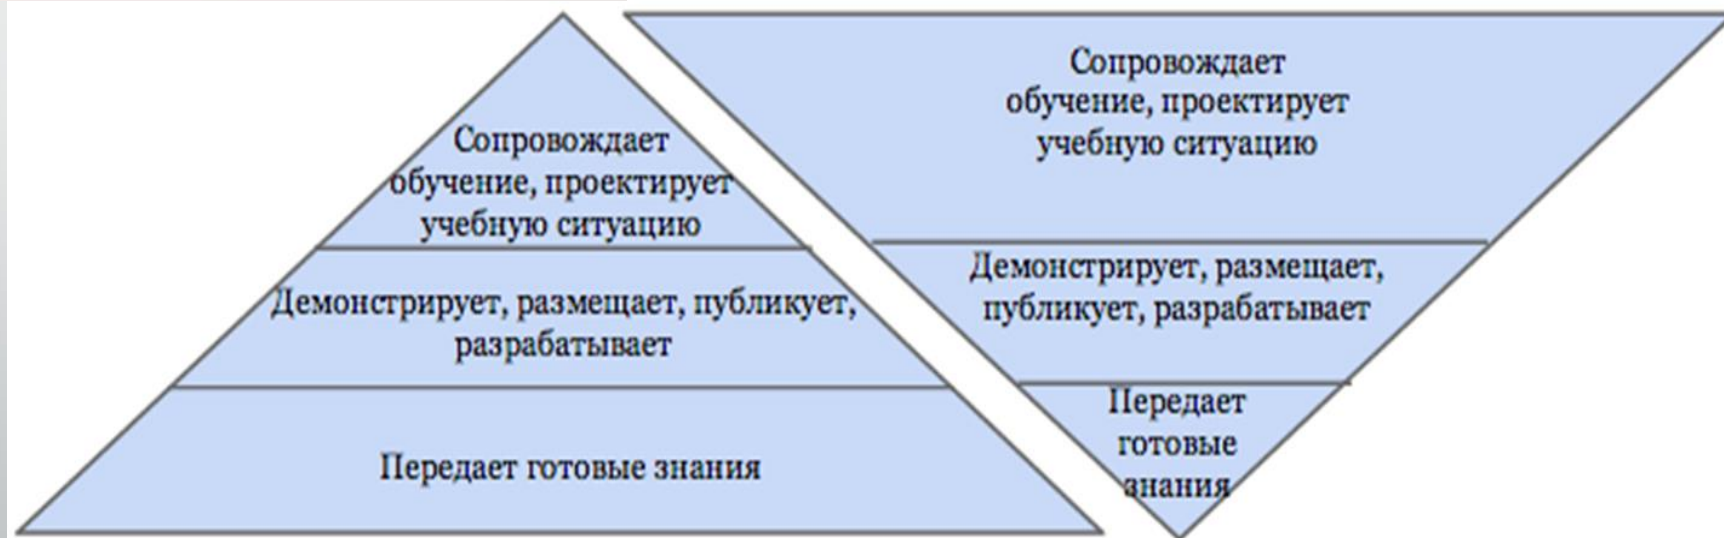 Сопровождает
обучение, проектирует
учебную ситуацию
Демонстрирует, размещает, публикует,
разрабатывает
Передает готовые знания
Сопровождает
обучение, проектирует
учебную ситуацию
Демонстрирует, размещает,
публикует, разрабатывает
Передает
готовые
знания